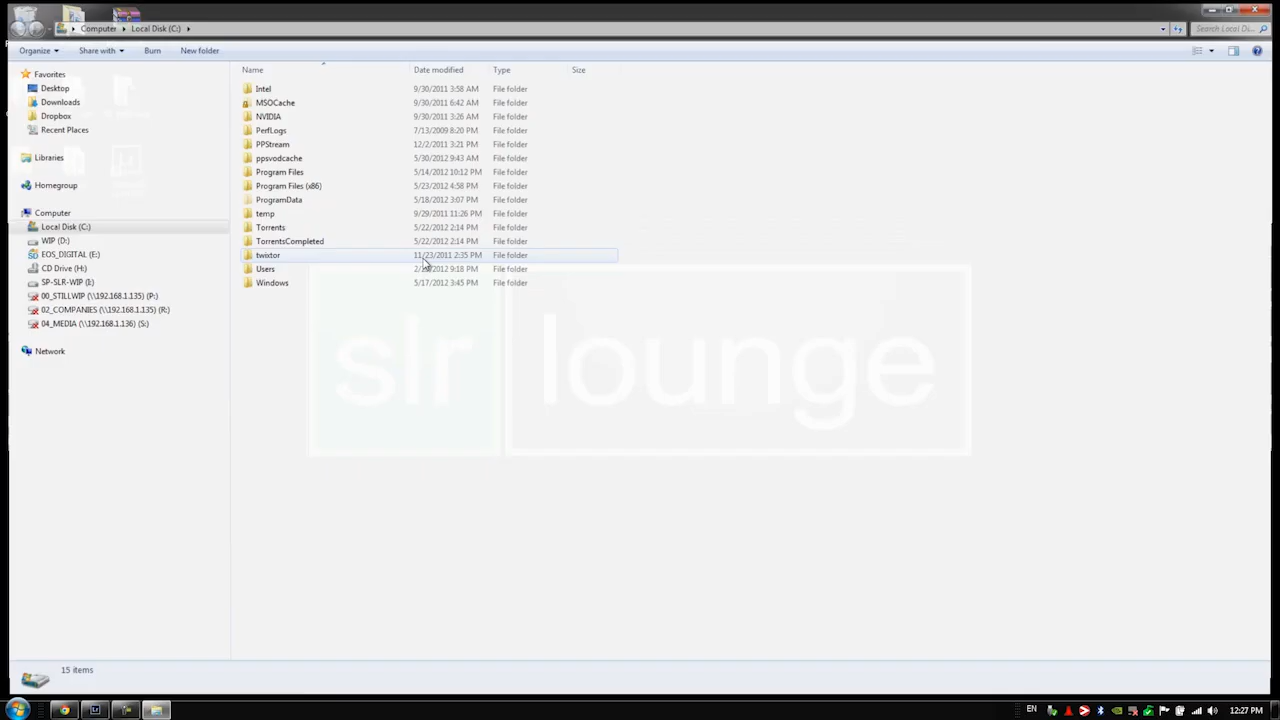 Computer Local Disk (C:) Search Local Di...
Organize Share with Burn New folder
Name Date modified Type Size
Favorites
Desktop
Downloads
Dropbox
Recent Places
Libraries
Homegroup
Computer
Local Disk (C:)
WIP (D:)
EOS_DIGITAL (E:)
CD Drive (H:)
SP-SLR-WIP (I:)
00_STILLWIP (\\192.168.1.135) (P:)
02_COMPANIES (\\192.168.1.135) (R:)
04_MEDIA (\\192.168.1.136) (S:)
Network
Intel 9/30/2011 3:58 AM File folder
MSOCache 9/30/2011 6:42 AM File folder
NVIDIA 9/30/2011 3:26 AM File folder
PerfLogs 7/13/2009 8:20 PM File folder
PPStream 12/2/2011 3:21 PM File folder
ppsvodcache 5/30/2012 9:43 AM File folder
Program Files 5/14/2012 10:12 PM File folder
Program Files (x86) 5/23/2012 4:58 PM File folder
ProgramData 5/18/2012 3:07 PM File folder
temp 9/29/2011 11:26 PM File folder
Torrents 5/22/2012 2:14 PM File folder
TorrentsCompleted 5/22/2012 2:14 PM File folder
twixtor 11/23/2011 2:35 PM File folder
Users 9:18 PM File folder
Windows 5/17/2012 3:45 PM File folder
slr lounge
15 items
EN 12:27 PM